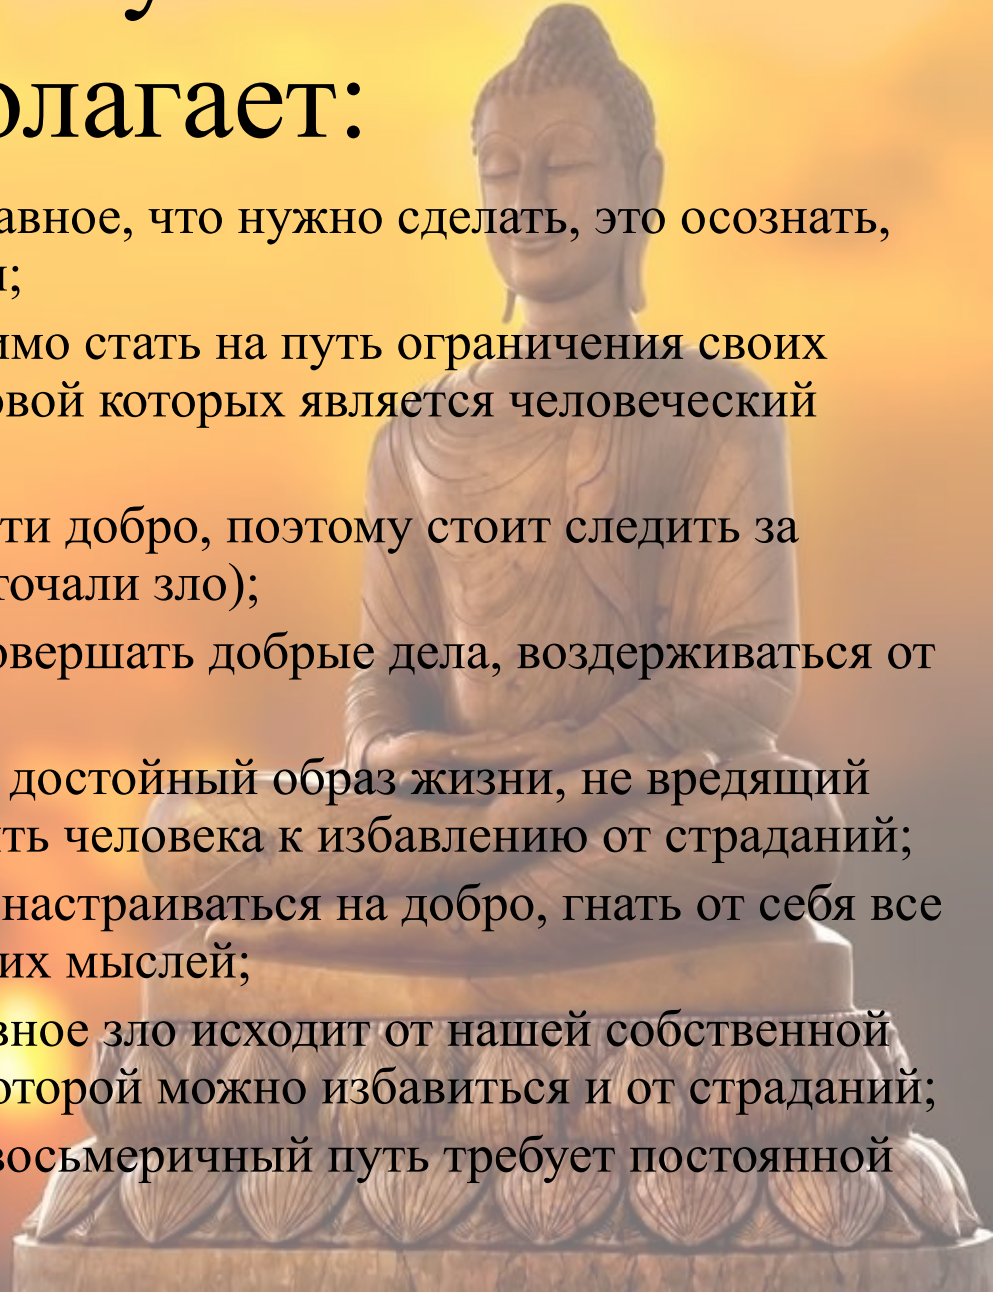 олагает:
авное, что нужно сделать, это осознать,
и;
имо стать на путь ограничения своих
овой которых является человеческий
ти добро, поэтому стоит следить за
точали зло);
овершать добрые дела, воздерживаться от
достойный образ жизни, не вредящий
ить человека к избавлению от страданий;
настраиваться на добро, гнать от себя все
их мыслей;
вное зло исходит от нашей собственной
оторой можно избавиться и от страданий;
восьмеричный путь требует постоянной